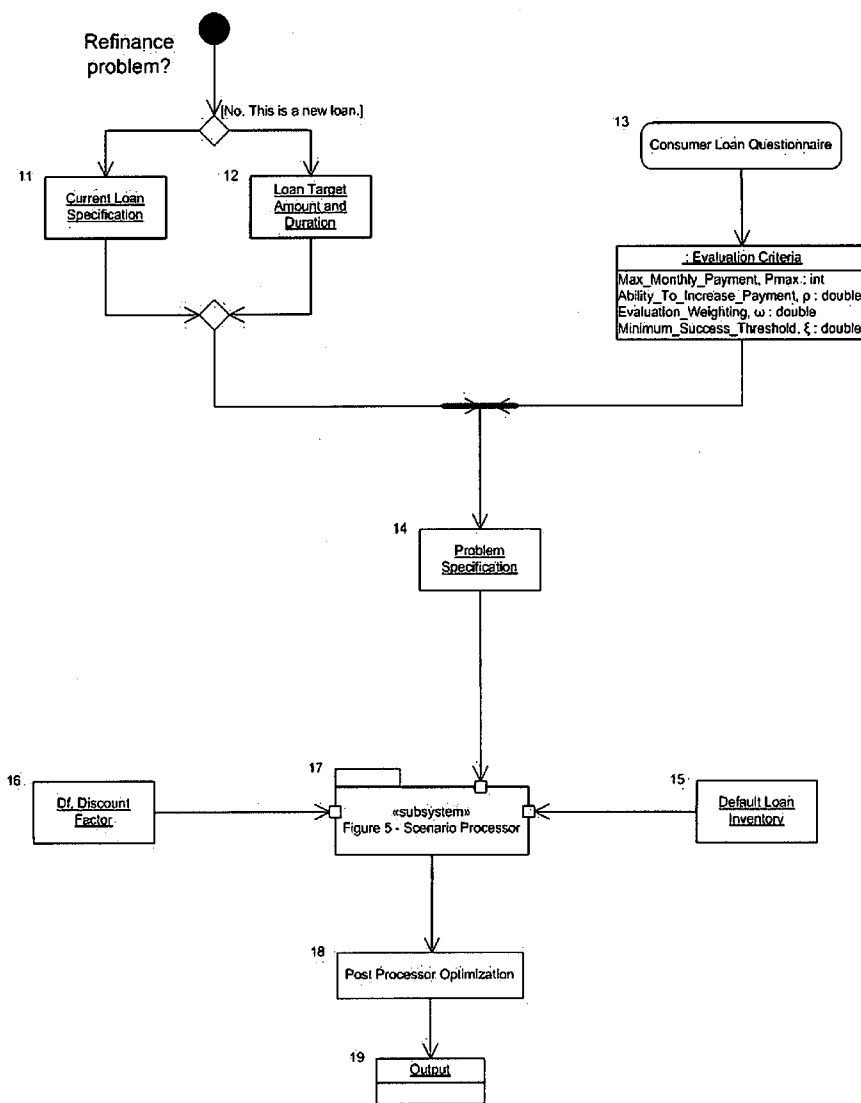 Refinance
problem?
[No. This is a new loan.]
11
Current Loan
Specification
12
Loan Target
Amount and
Duration
13
Consumer Loan Questionnaire
: Evaluation Criteria
Max_Monthly_Payment, Pmax : int
Ability_To_Increase_Payment, ρ : double
Evaluation_Weighting, ω : double
Minimum_Success_Threshold, ξ : double
14
Problem
Specification
16
Df, Discount
Factor
17
«subsystem»
Figure 5 - Scenario Processor
15
Default Loan
Inventory
18
Post Processor Optimization
19
Output